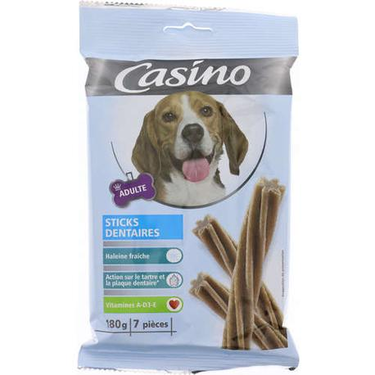 Casino
ADULTE
STICKS
DENTAIRES
Haleine fraîche
Action sur le tartre et
la plaque dentaire*
Vitamines A-D3-E
180g 7 pièces